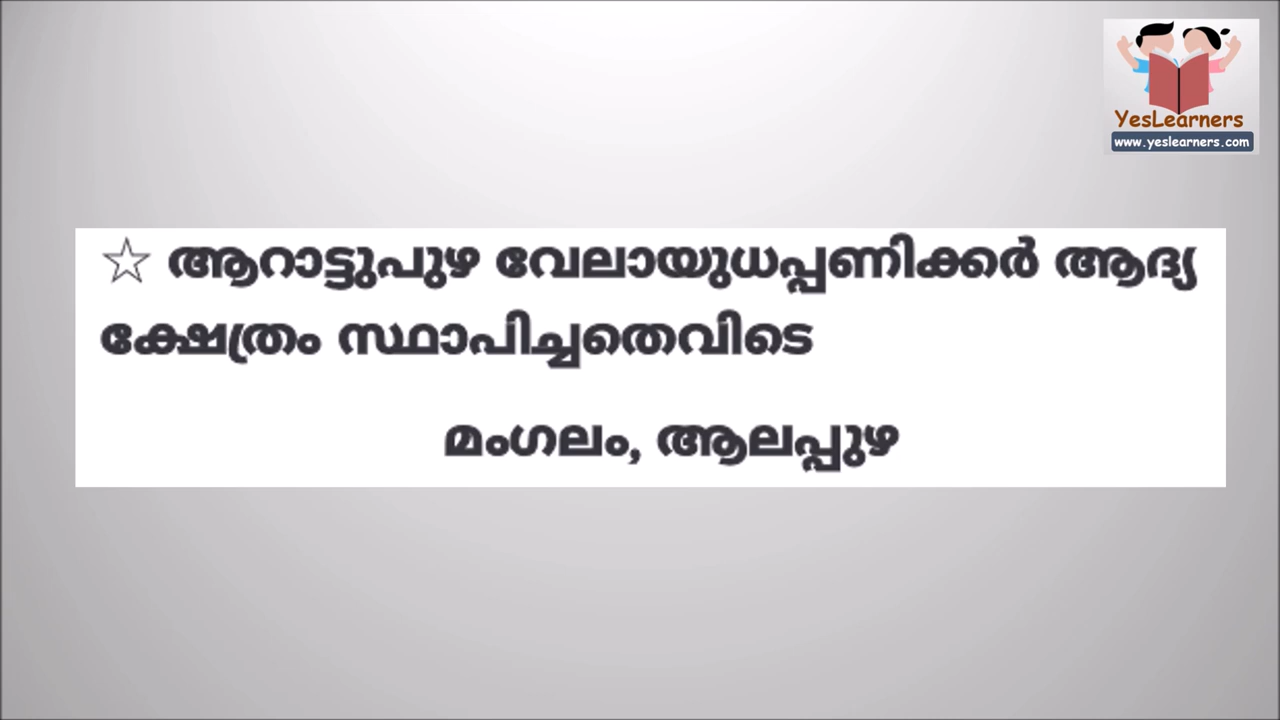 YesLearners
www.yeslearners.com
☆ ആറാട്ടുപുഴ വേലായുധപ്പണിക്കർ ആദ്യ
ക്ഷേത്രം സ്ഥാപിച്ചതെവിടെ
മംഗലം, ആലപ്പുഴ